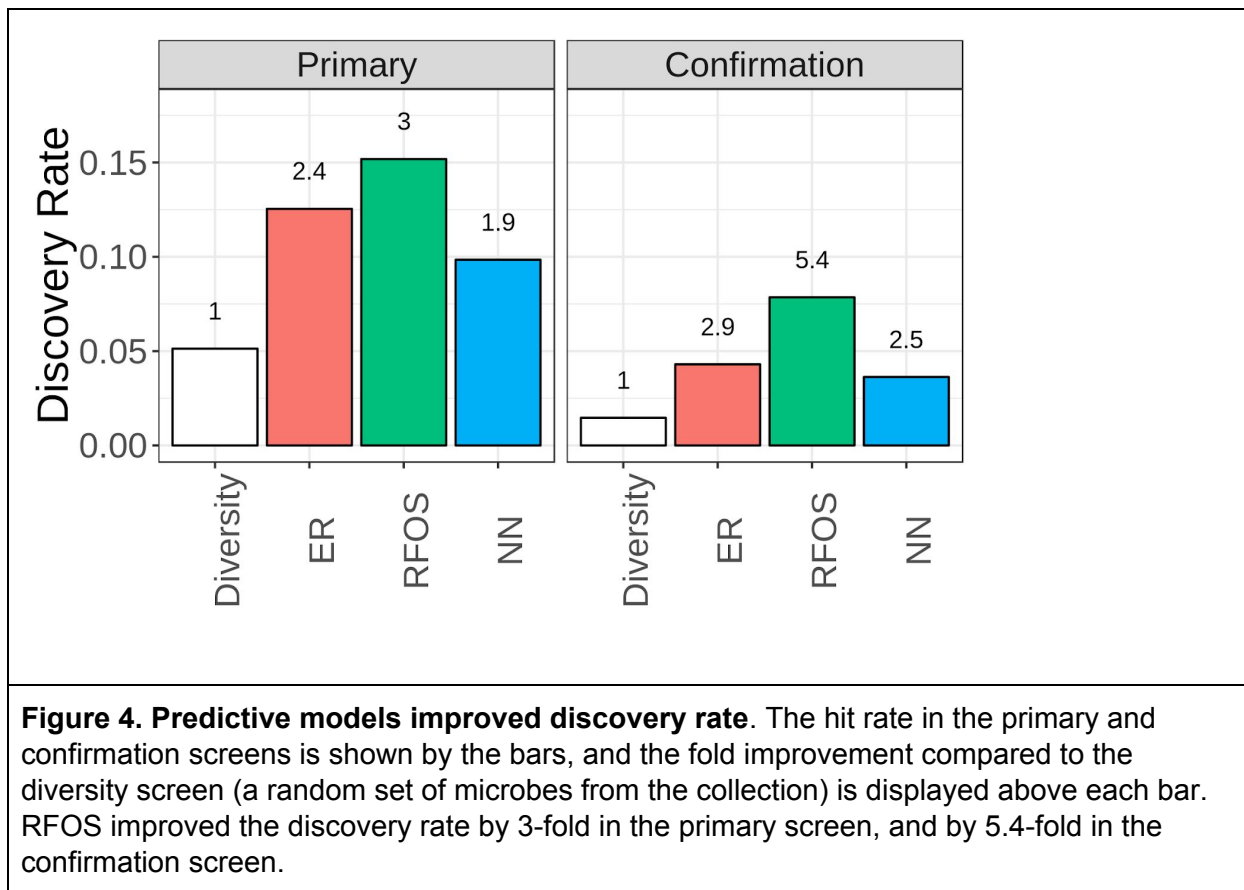 Primary
Confirmation
Discovery Rate
0.15
0.10
0.05
0.00
1
2.4
3
1.9
1
2.9
5.4
2.5
Diversity
ER
RFOS
NN
Diversity
ER
RFOS
NN
Figure 4. Predictive models improved discovery rate. The hit rate in the primary and
confirmation screens is shown by the bars, and the fold improvement compared to the
diversity screen (a random set of microbes from the collection) is displayed above each bar.
RFOS improved the discovery rate by 3-fold in the primary screen, and by 5.4-fold in the
confirmation screen.